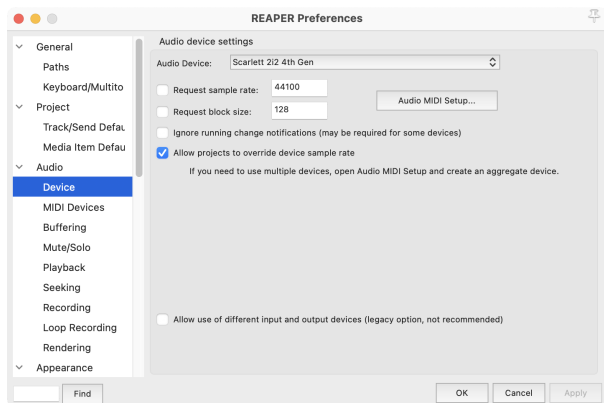 REAPER Preferences
General
Paths
Keyboard/Multito
Project
Track/Send Defau
Media Item Defau
Audio
Device
MIDI Devices
Buffering
Mute/Solo
Playback
Seeking
Recording
Loop Recording
Rendering
Appearance
Find
Audio device settings
Audio Device: Scarlett 2i2 4th Gen
Request sample rate: 44100
Request block size: 128
Audio MIDI Setup...
Ignore running change notifications (may be required for some devices)
Allow projects to override device sample rate
If you need to use multiple devices, open Audio MIDI Setup and create an aggregate device.
Allow use of different input and output devices (legacy option, not recommended)
OK Cancel Apply